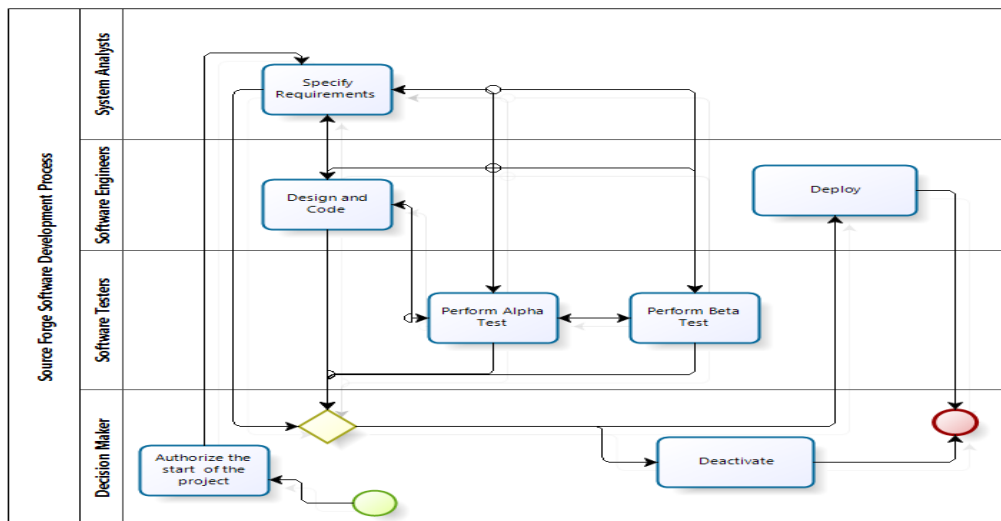 Source Forge Software Development Process
System Analysts
Specify
Requirements
Software Engineers
Design and
Code
Deploy
Software Testers
Perform Alpha
Test
Perform Beta
Test
Decision Maker
Authorize the
start of the
project
Deactivate